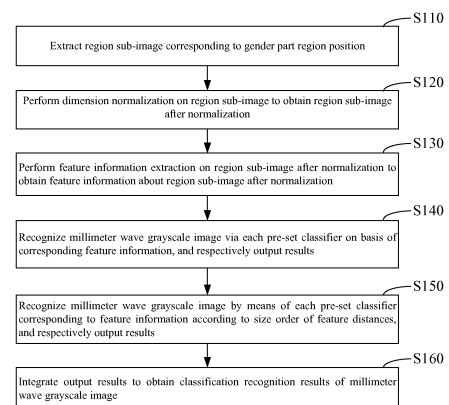 S110
Extract region sub-image corresponding to gender part region position
S120
Perform dimension normalization on region sub-image to obtain region sub-image
after normalization
S130
Perform feature information extraction on region sub-image after normalization to
obtain feature information about region sub-image after normalization
S140
Recognize millimeter wave grayscale image via each pre-set classifier on basis of
corresponding feature information, and respectively output results
S150
Recognize millimeter wave grayscale image by means of each pre-set classifier
corresponding to feature information according to size order of feature distances,
and respectively output results
S160
Integrate output results to obtain classification recognition results of millimeter
wave grayscale image